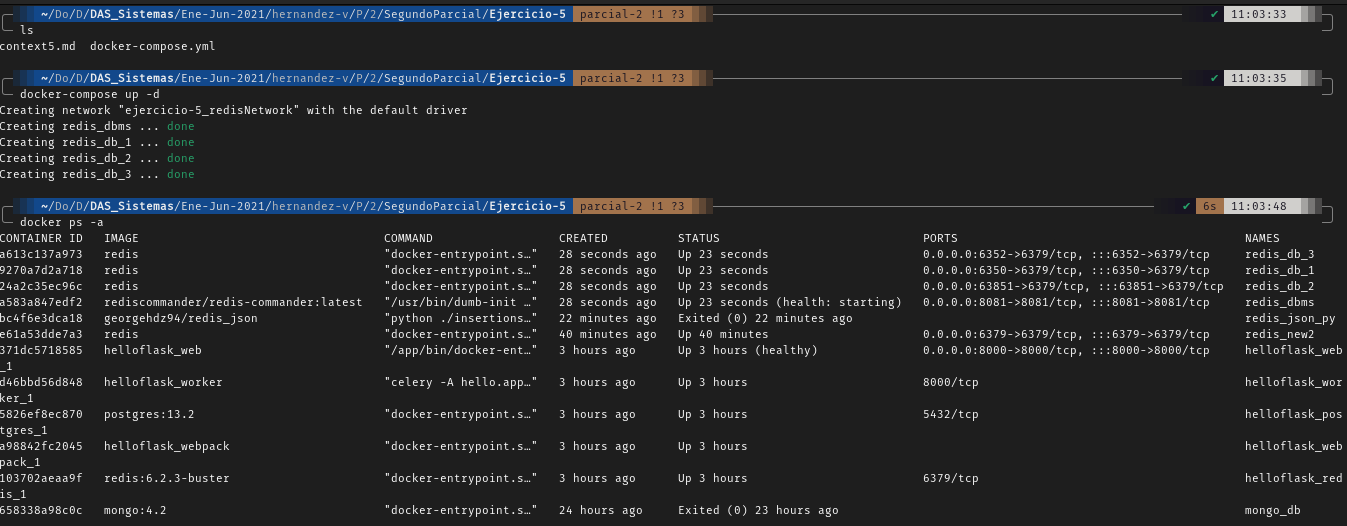 ~/Do/D/DAS_Sistemas/Ene-Jun-2021/hernandez-v/P/2/SegundoParcial/Ejercicio-5 parcial-2 !1 ?3 ✔ 11:03:33
ls
context5.md docker-compose.yml
~/Do/D/DAS_Sistemas/Ene-Jun-2021/hernandez-v/P/2/SegundoParcial/Ejercicio-5 parcial-2 !1 ?3 ✔ 11:03:35
docker-compose up -d
Creating network "ejercicio-5_redisNetwork" with the default driver
Creating redis_dbms ... done
Creating redis_db_1 ... done
Creating redis_db_2 ... done
Creating redis_db_3 ... done
~/Do/D/DAS_Sistemas/Ene-Jun-2021/hernandez-v/P/2/SegundoParcial/Ejercicio-5 parcial-2 !1 ?3 ✔ 6s 11:03:48
docker ps -a
CONTAINER ID IMAGE COMMAND CREATED STATUS PORTS NAMES
a613c137a973 redis "docker-entrypoint.s…" 28 seconds ago Up 23 seconds 0.0.0.0:6352->6379/tcp, :::6352->6379/tcp redis_db_3
9270a7d2a718 redis "docker-entrypoint.s…" 28 seconds ago Up 23 seconds 0.0.0.0:6350->6379/tcp, :::6350->6379/tcp redis_db_1
24a2c35ec96c redis "docker-entrypoint.s…" 28 seconds ago Up 23 seconds 0.0.0.0:63851->6379/tcp, :::63851->6379/tcp redis_db_2
a583a847edf2 rediscommander/redis-commander:latest "/usr/bin/dumb-init …" 28 seconds ago Up 23 seconds (health: starting) 0.0.0.0:8081->8081/tcp, :::8081->8081/tcp redis_dbms
bc4f6e3dca18 georgehdz94/redis_json "python ./insertions…" 22 minutes ago Exited (0) 22 minutes ago redis_json_py
e61a53dde7a3 redis "docker-entrypoint.s…" 40 minutes ago Up 40 minutes 0.0.0.0:6379->6379/tcp, :::6379->6379/tcp redis_new2
371dc5718585 helloflask_web "/app/bin/docker-ent…" 3 hours ago Up 3 hours (healthy) 0.0.0.0:8000->8000/tcp, :::8000->8000/tcp helloflask_web
_1
d46bbd56d848 helloflask_worker "celery -A hello.app…" 3 hours ago Up 3 hours 8000/tcp helloflask_wor
ker_1
5826ef8ec870 postgres:13.2 "docker-entrypoint.s…" 3 hours ago Up 3 hours 5432/tcp helloflask_pos
tgres_1
a98842fc2045 helloflask_webpack "docker-entrypoint.s…" 3 hours ago Up 3 hours helloflask_web
pack_1
103702aeaa9f redis:6.2.3-buster "docker-entrypoint.s…" 3 hours ago Up 3 hours 6379/tcp helloflask_red
is_1
658338a98c0c mongo:4.2 "docker-entrypoint.s…" 24 hours ago Exited (0) 23 hours ago mongo_db